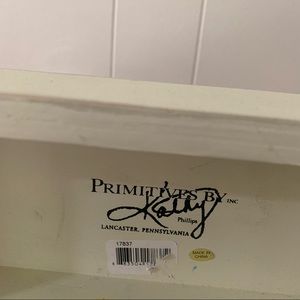 PRIMITIVES BY INC
Kathy
Phillips
LANCASTER, PENNSYLVANIA
17837
MADE IN
CHINA